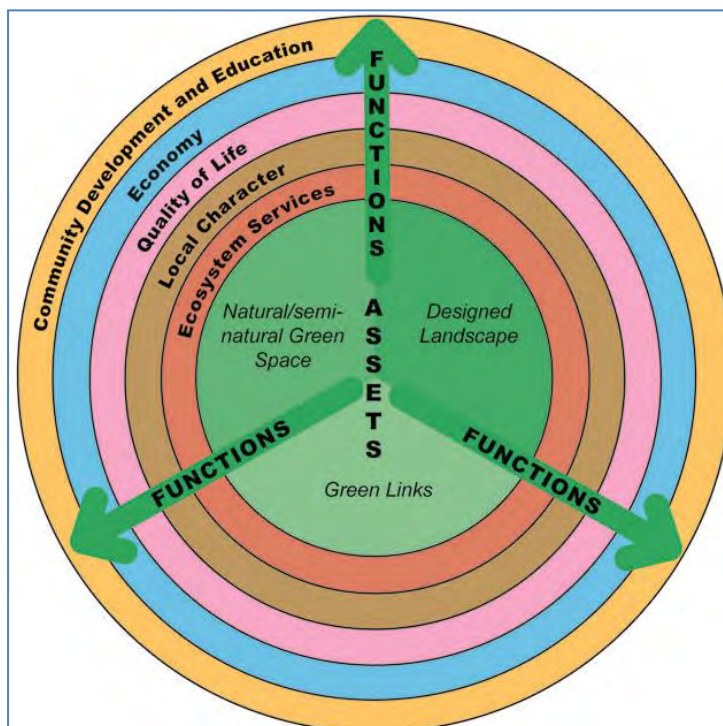 Community Development and Education
Economy
Quality of Life
Local Character
Ecosystem Services
FUNCTIONS
ASSETS
Natural/semi-
natural Green
Space
Designed
Landscape
Green Links
FUNCTIONS
FUNCTIONS